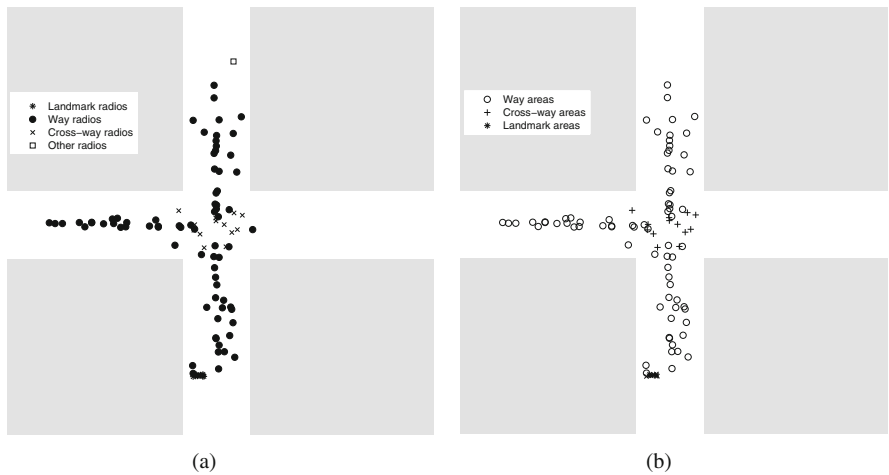 Landmark radios
Way radios
Cross-way radios
Other radios
Way areas
Cross-way areas
Landmark areas
(a)
(b)